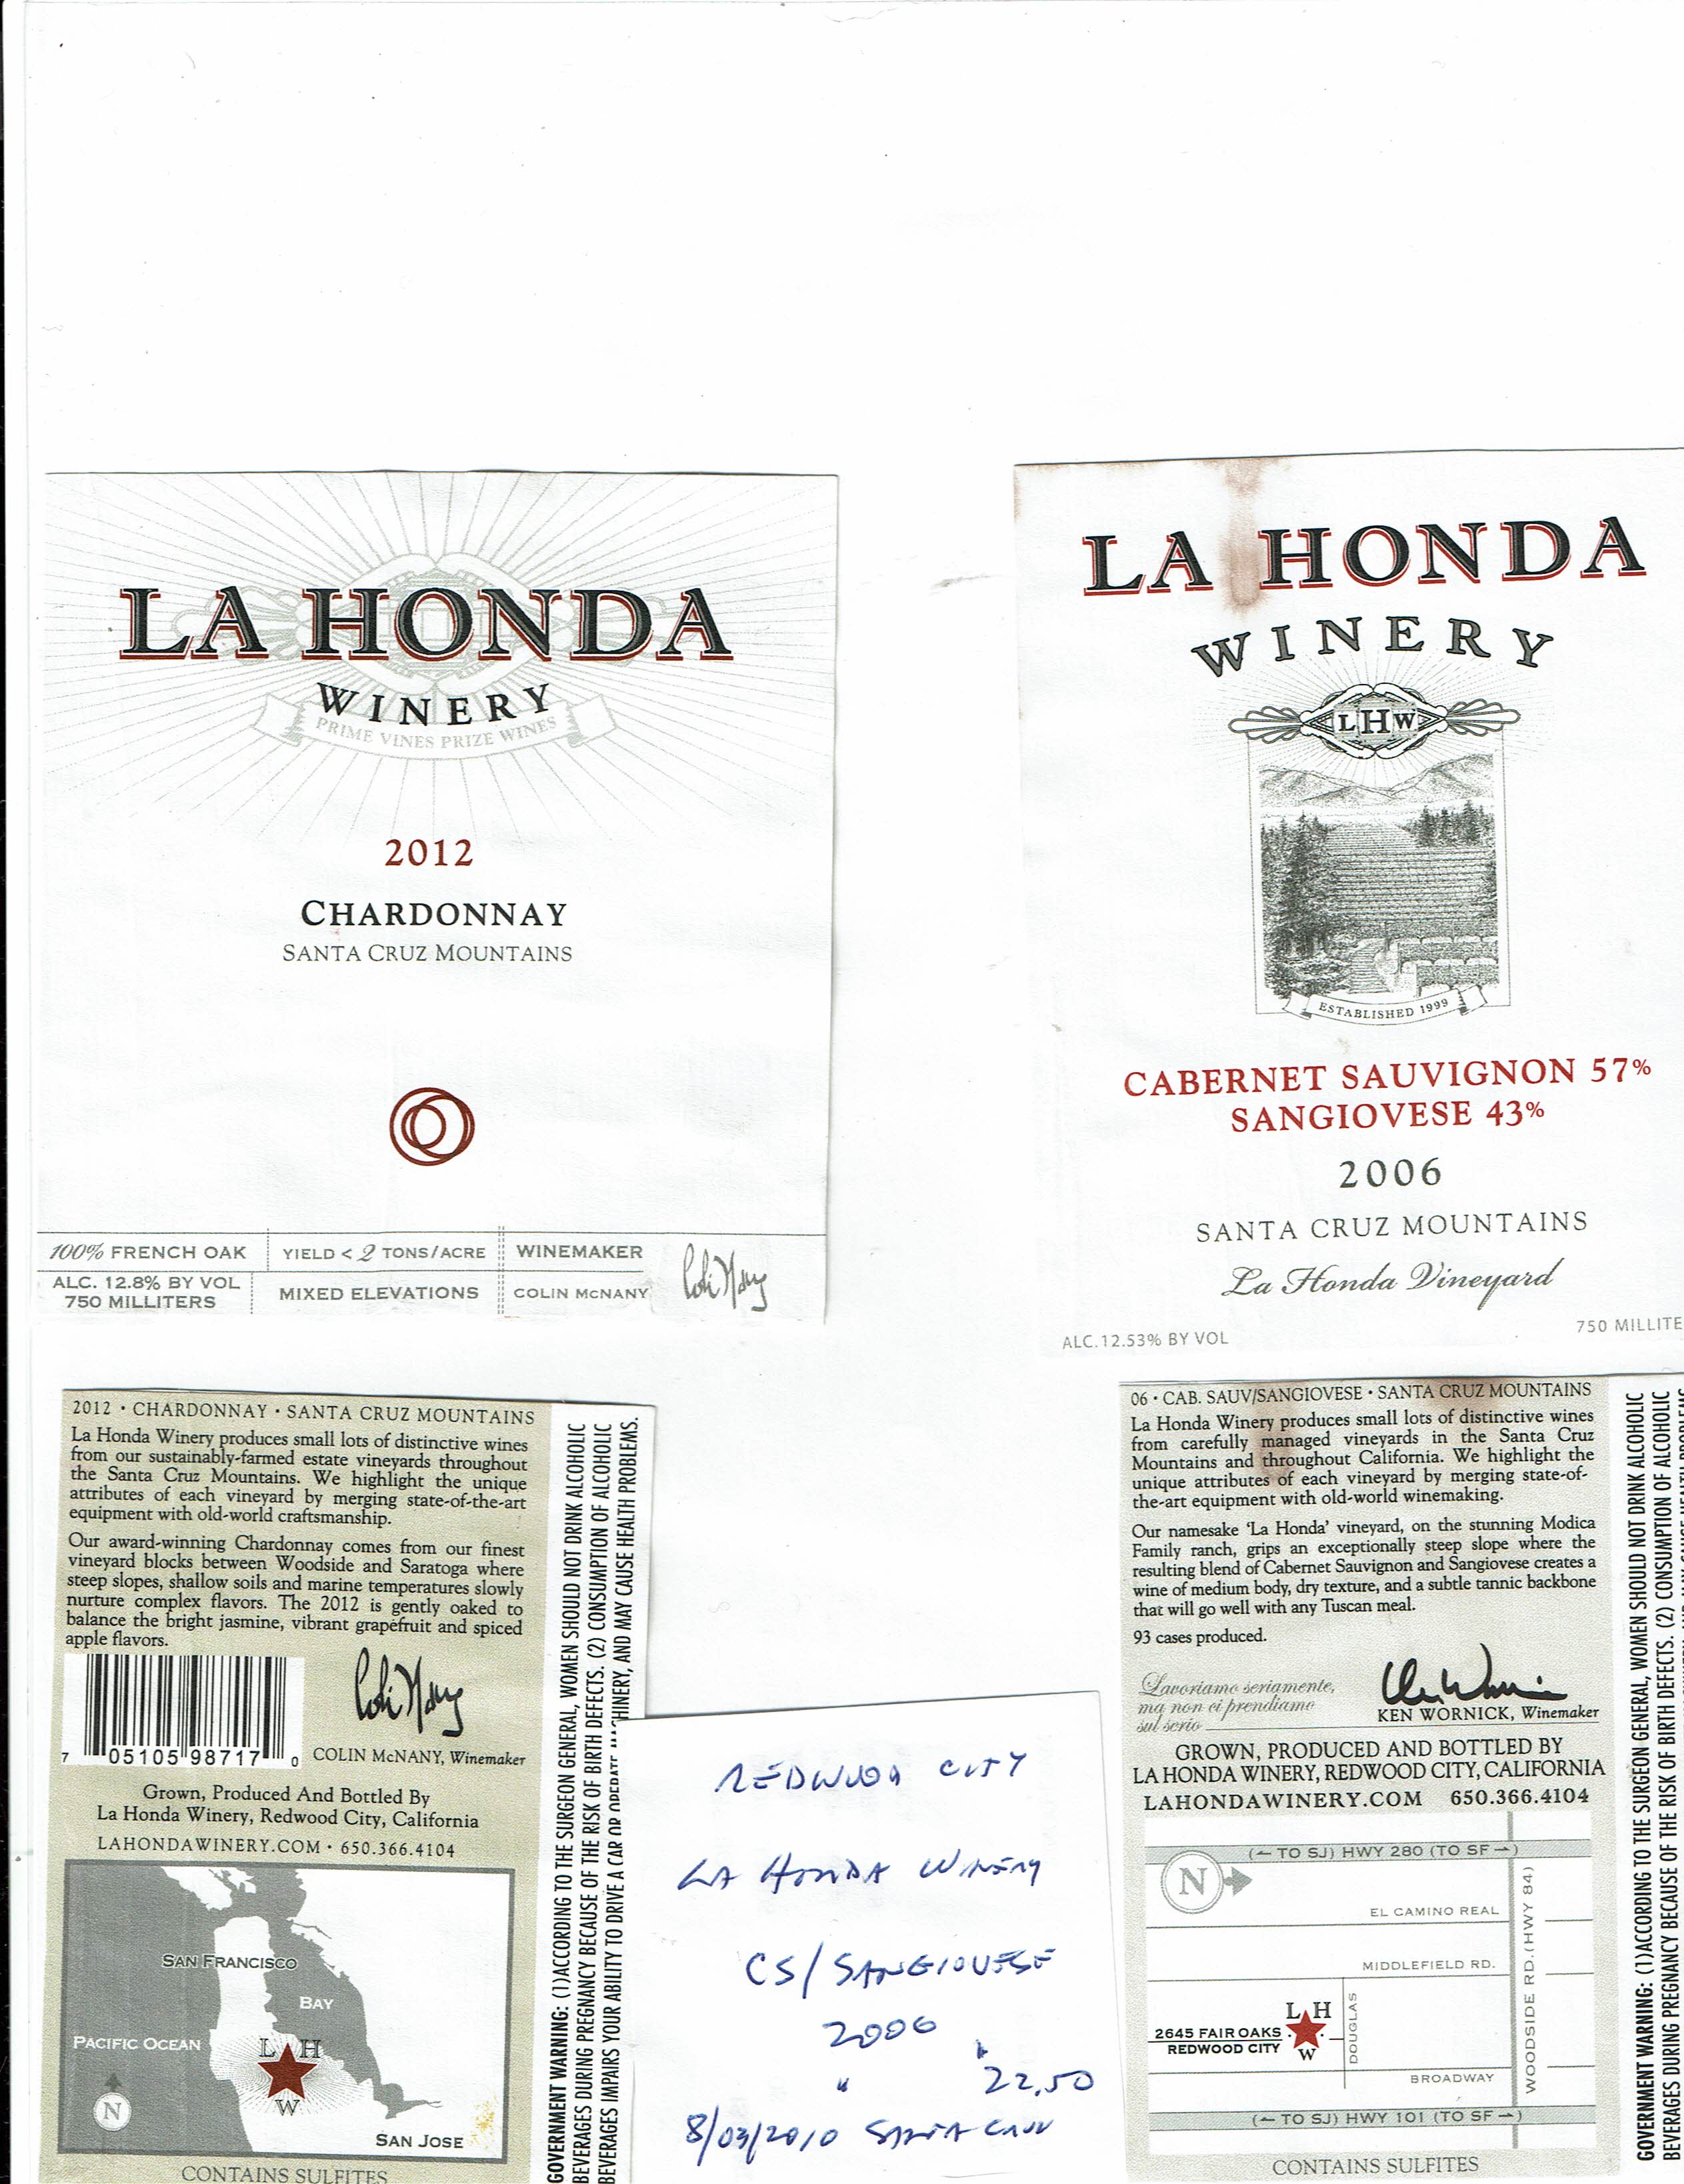 LA HONDA
WINERY
PRIME VINES PRIZE WINES
2012
CHARDONNAY
SANTA CRUZ MOUNTAINS
100% FRENCH OAK
YIELD < 2 TONS/ACRE
WINEMAKER
ALC. 12.8% BY VOL
750 MILLITERS
MIXED ELEVATIONS
COLIN McNANY
LA HONDA
WINERY
LHW
ESTABLISHED 1999
CABERNET SAUVIGNON 57%
SANGIOVESE 43%
2006
SANTA CRUZ MOUNTAINS
La Honda Vineyard
ALC.12.53% BY VOL
750 MILLITE
2012 • CHARDONNAY • SANTA CRUZ MOUNTAINS
La Honda Winery produces small lots of distinctive wines
from our sustainably-farmed estate vineyards throughout
the Santa Cruz Mountains. We highlight the unique
attributes of each vineyard by merging state-of-the-art
equipment with old-world craftsmanship.
Our award-winning Chardonnay comes from our finest
vineyard blocks between Woodside and Saratoga where
steep slopes, shallow soils and marine temperatures slowly
nurture complex flavors. The 2012 is gently oaked to
balance the bright jasmine, vibrant grapefruit and spiced
apple flavors.
7 05105 98717 0
COLIN McNANY, Winemaker
Grown, Produced And Bottled By
La Honda Winery, Redwood City, California
LAHONDAWINERY.COM • 650.366.4104
SAN FRANCISCO
BAY
PACIFIC OCEAN
L H
W
N
SAN JOSE
CONTAINS SULFITES
GOVERNMENT WARNING: (1)ACCORDING TO THE SURGEON GENERAL, WOMEN SHOULD NOT DRINK ALCOHOLIC
BEVERAGES DURING PREGNANCY BECAUSE OF THE RISK OF BIRTH DEFECTS. (2) CONSUMPTION OF ALCOHOLIC
BEVERAGES IMPAIRS YOUR ABILITY TO DRIVE A CAR OR OPERATE MACHINERY, AND MAY CAUSE HEALTH PROBLEMS.
REDWOOD CITY
LA HONDA WINERY
CS/SANGIOVESE
2006
" 22.50
8/03/2010 SANTA CRUZ
06 • CAB. SAUV/SANGIOVESE • SANTA CRUZ MOUNTAINS
La Honda Winery produces small lots of distinctive wines
from carefully managed vineyards in the Santa Cruz
Mountains and throughout California. We highlight the
unique attributes of each vineyard by merging state-of-
the-art equipment with old-world winemaking.
Our namesake ‘La Honda’ vineyard, on the stunning Modica
Family ranch, grips an exceptionally steep slope where the
resulting blend of Cabernet Sauvignon and Sangiovese creates a
wine of medium body, dry texture, and a subtle tannic backbone
that will go well with any Tuscan meal.
93 cases produced.
Lavoriamo seriamente,
ma non ci prendiamo
sul serio
KEN WORNICK, Winemaker
GROWN, PRODUCED AND BOTTLED BY
LA HONDA WINERY, REDWOOD CITY, CALIFORNIA
LAHONDAWINERY.COM 650.366.4104
(← TO SJ) HWY 280 (TO SF →)
N
EL CAMINO REAL
MIDDLEFIELD RD.
WOODSIDE RD.(HWY 84)
DOUGLAS
L H
W
2645 FAIR OAKS
REDWOOD CITY
BROADWAY
(← TO SJ) HWY 101 (TO SF →)
CONTAINS SULFITES
GOVERNMENT WARNING: (1)ACCORDING TO THE SURGEON GENERAL, WOMEN SHOULD NOT DRINK ALCOHOLIC
BEVERAGES DURING PREGNANCY BECAUSE OF THE RISK OF BIRTH DEFECTS. (2) CONSUMPTION OF ALCOHOLIC